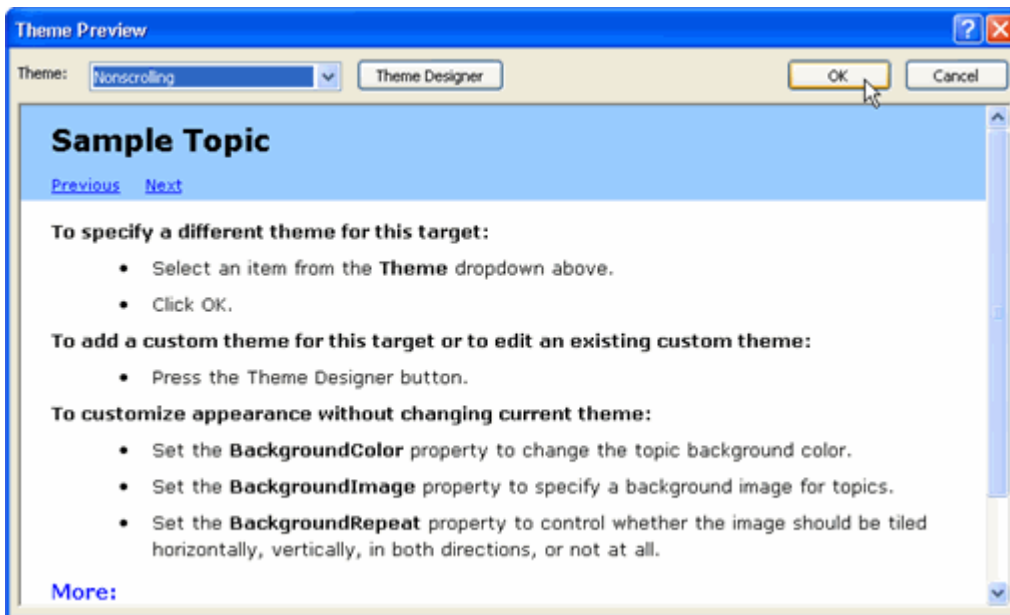 Theme Preview
Theme: Nonscrolling Theme Designer OK Cancel
Sample Topic
Previous Next
To specify a different theme for this target:
• Select an item from the Theme dropdown above.
• Click OK.
To add a custom theme for this target or to edit an existing custom theme:
• Press the Theme Designer button.
To customize appearance without changing current theme:
• Set the BackgroundColor property to change the topic background color.
• Set the BackgroundImage property to specify a background image for topics.
• Set the BackgroundRepeat property to control whether the image should be tiled
horizontally, vertically, in both directions, or not at all.
More: